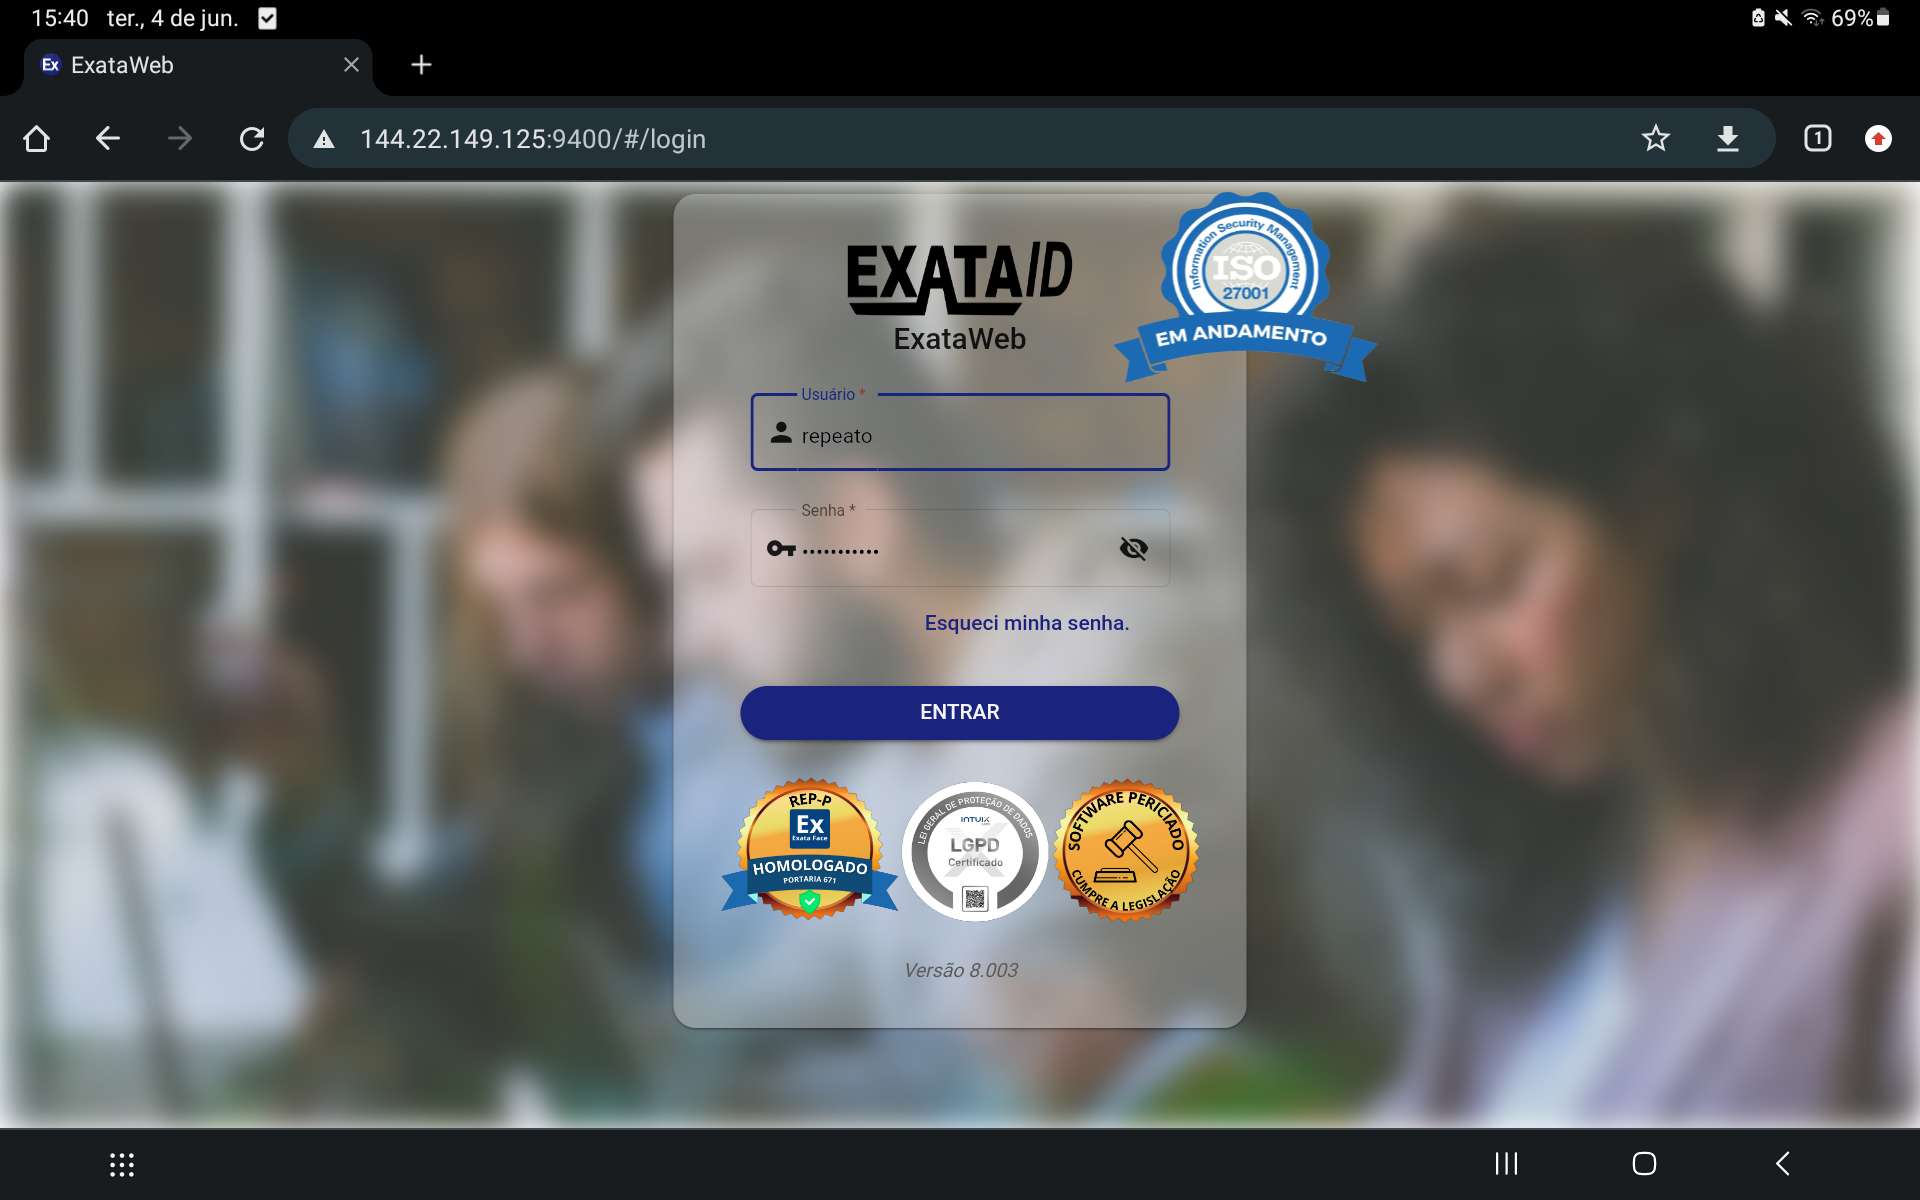 15:40 ter., 4 de jun.
69%
Ex ExataWeb
144.22.149.125:9400/#/login
1
EXATAID
ExataWeb
Information Security Management
ISO
27001
EM ANDAMENTO
Usuário *
repeato
Senha *
•••••••••••
Esqueci minha senha.
ENTRAR
REP-P
Ex
Exata Face
HOMOLOGADO
PORTARIA 671
LEI GERAL DE PROTEÇÃO DE DADOS
INTUIX
LGPD
Certificado
SOFTWARE PERICIADO
CUMPRE A LEGISLAÇÃO
Versão 8.003